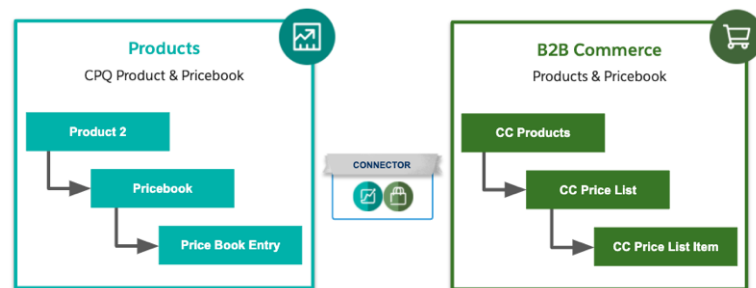 Products
CPQ Product & Pricebook
Product 2
Pricebook
Price Book Entry
CONNECTOR
B2B Commerce
Products & Pricebook
CC Products
CC Price List
CC Price List Item